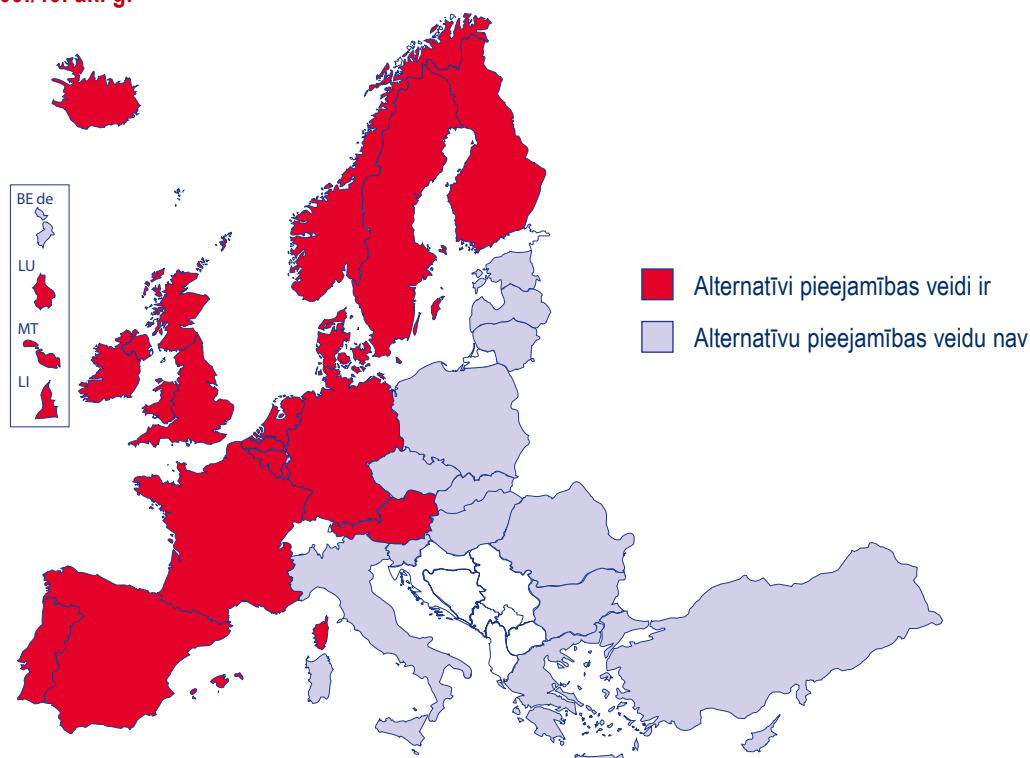 BE de
LU
MT
LI
Alternatīvi pieejamības veidi ir
Alternatīvu pieejamības veidu nav